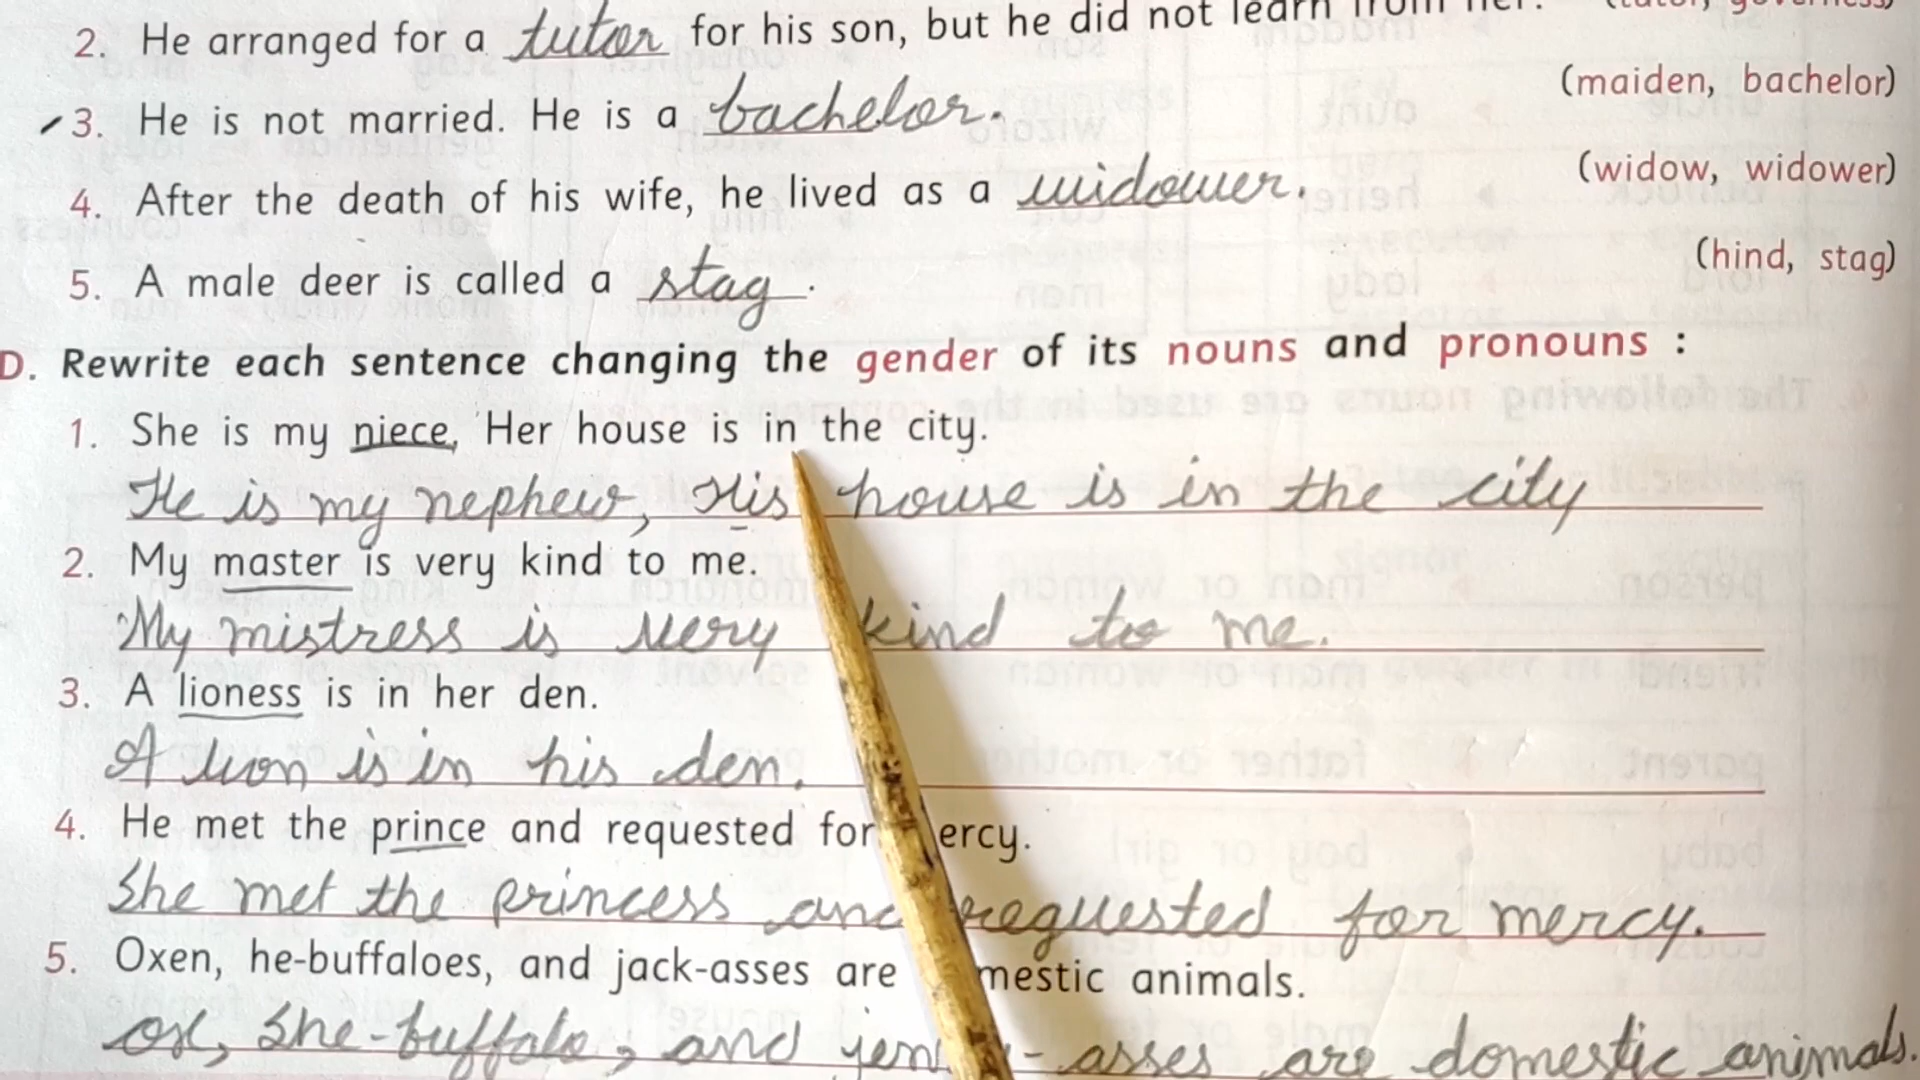 2. He arranged for a tutor for his son, but he did not learn from her. (tutor, governess)
(maiden, bachelor)
3. He is not married. He is a bachelor.
(widow, widower)
4. After the death of his wife, he lived as a widower.
(hind, stag)
5. A male deer is called a stag.
D. Rewrite each sentence changing the gender of its nouns and pronouns :
1. She is my niece, Her house is in the city.
He is my nephew, His house is in the city
2. My master is very kind to me.
My mistress is very kind to me.
3. A lioness is in her den.
A lion is in his den.
4. He met the prince and requested for ercy.
She met the princess and requested for mercy.
5. Oxen, he-buffaloes, and jack-asses are mestic animals.
ox, she-buffalo, and jen - asses are domestic animals.